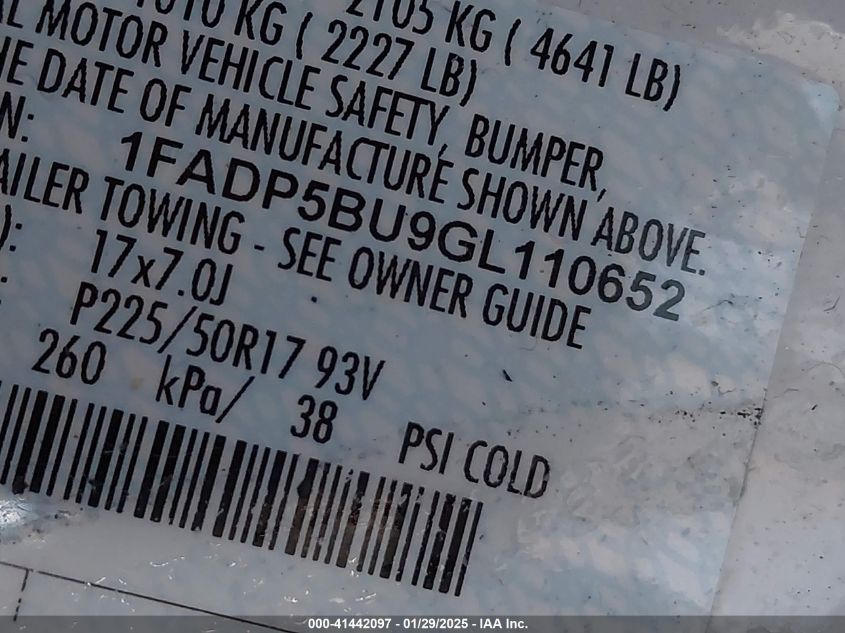 2105 KG ( 4641 LB)
1010 KG ( 2227 LB)
MOTOR VEHICLE SAFETY, BUMPER,
DATE OF MANUFACTURE SHOWN ABOVE.
1FADP5BU9GL110652
TOWING - SEE OWNER GUIDE
17x7.0J
P225/50R17 93V
260 kPa/ 38 PSI COLD
000-41442097 - 01/29/2025 - IAA Inc.